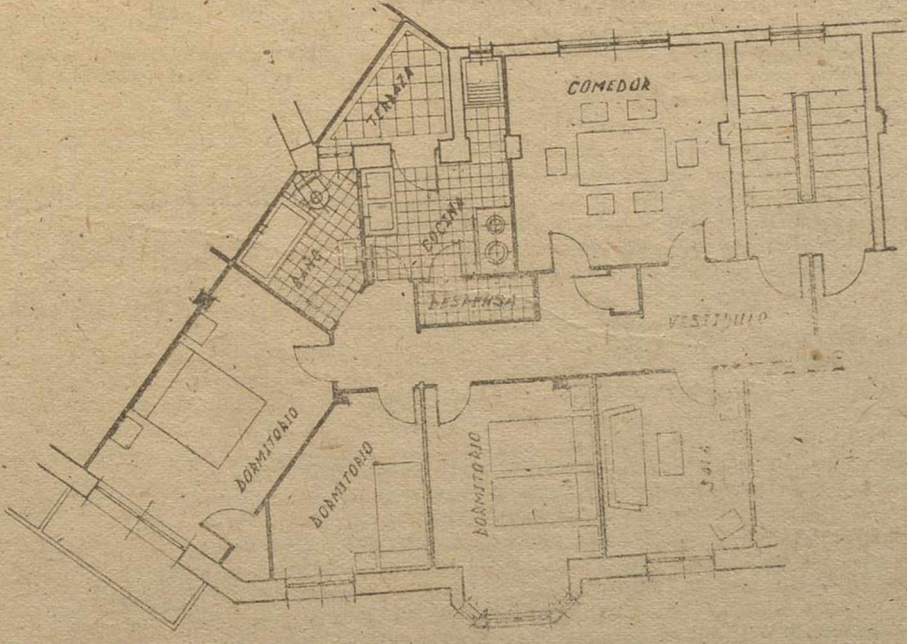 TERRAZA
COMEDOR
COCINA
BAÑO
DESPENSA
VESTIBULO
DORMITORIO
DORMITORIO
DORMITORIO
SALA